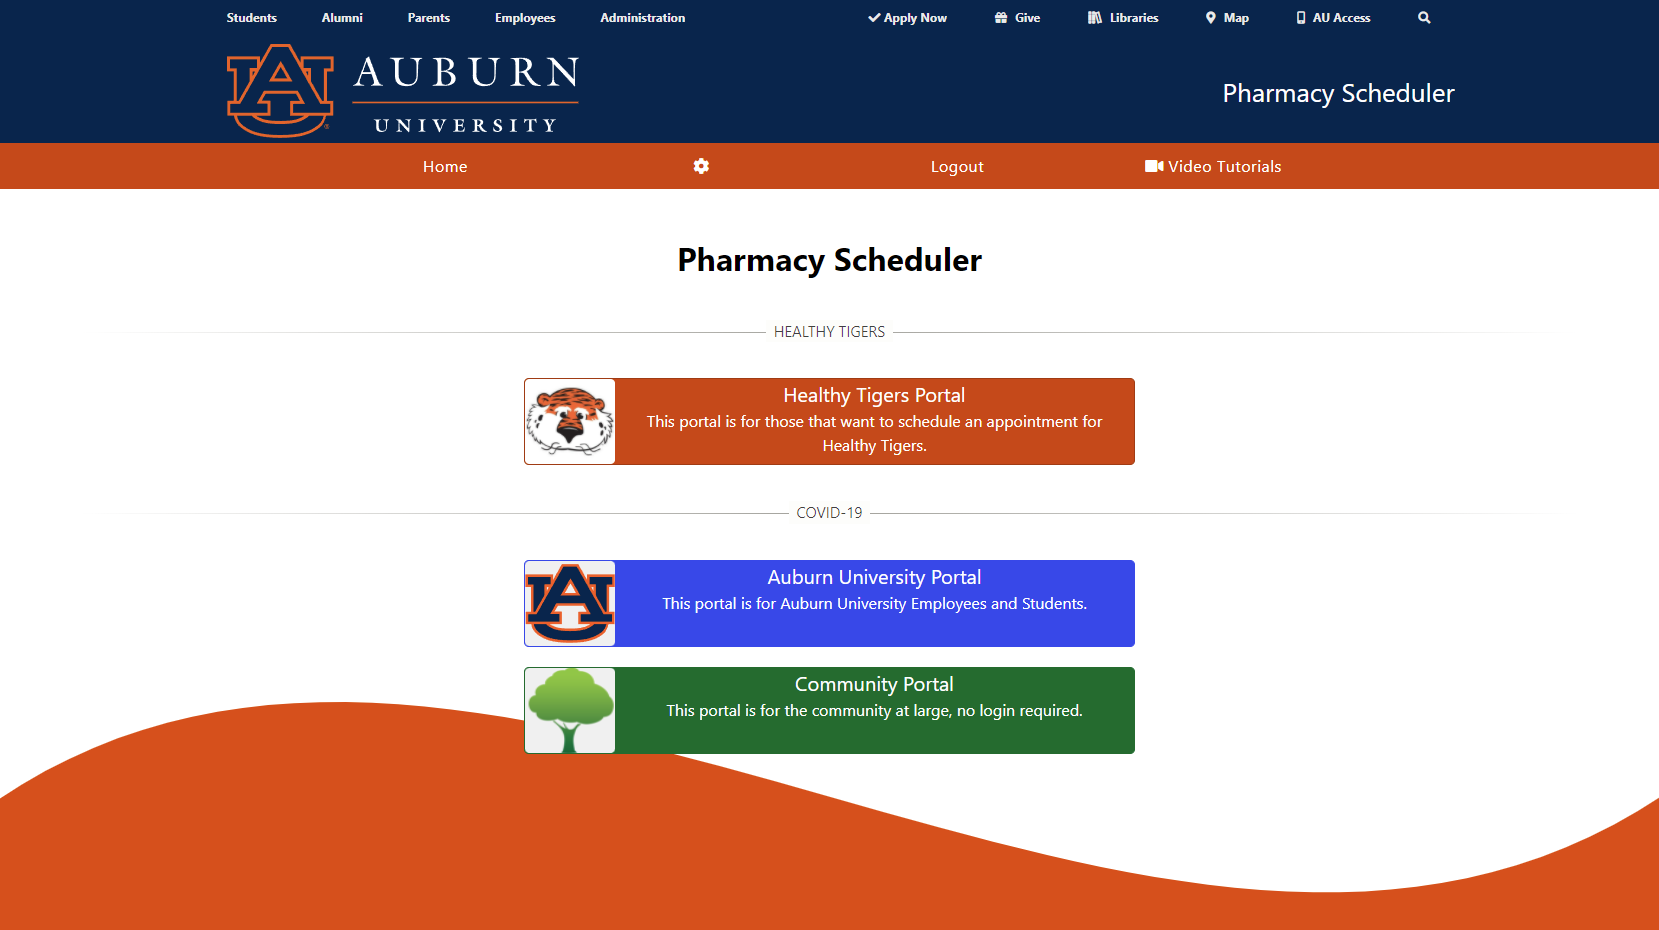 Students Alumni Parents Employees Administration Apply Now Give Libraries Map AU Access
AUBURN
UNIVERSITY
Pharmacy Scheduler
Home Logout Video Tutorials
Pharmacy Scheduler
HEALTHY TIGERS
Healthy Tigers Portal
This portal is for those that want to schedule an appointment for
Healthy Tigers.
COVID-19
Auburn University Portal
This portal is for Auburn University Employees and Students.
Community Portal
This portal is for the community at large, no login required.